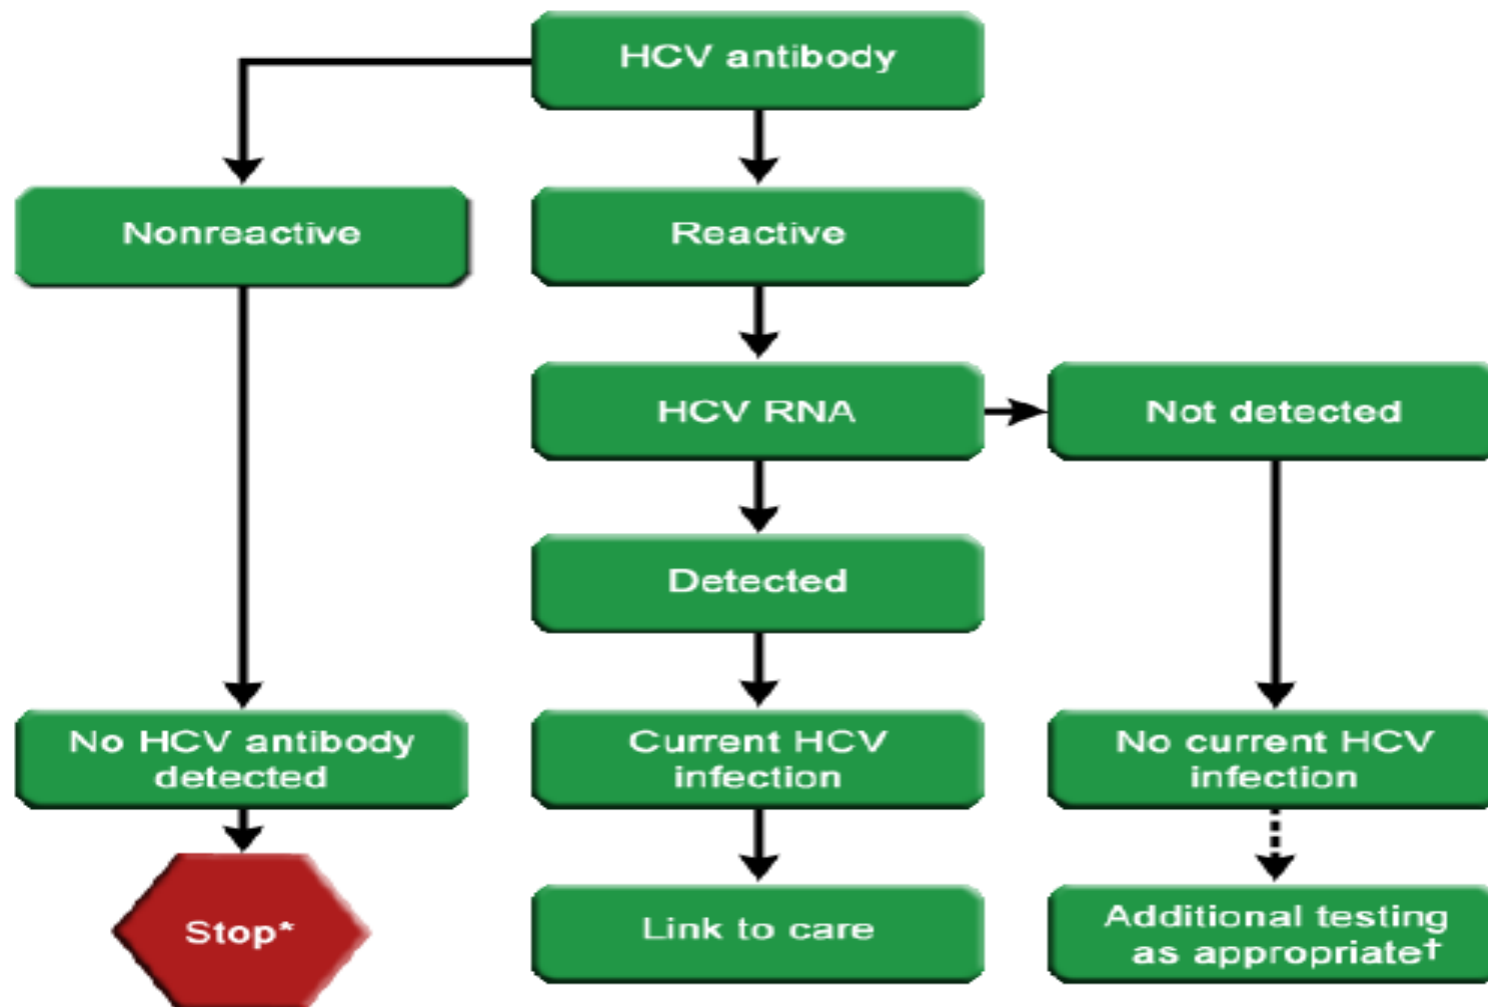 HCV antibody
Nonreactive
Reactive
HCV RNA
Not detected
Detected
No HCV antibody
detected
Current HCV
infection
No current HCV
infection
Stop*
Link to care
Additional testing
as appropriate†